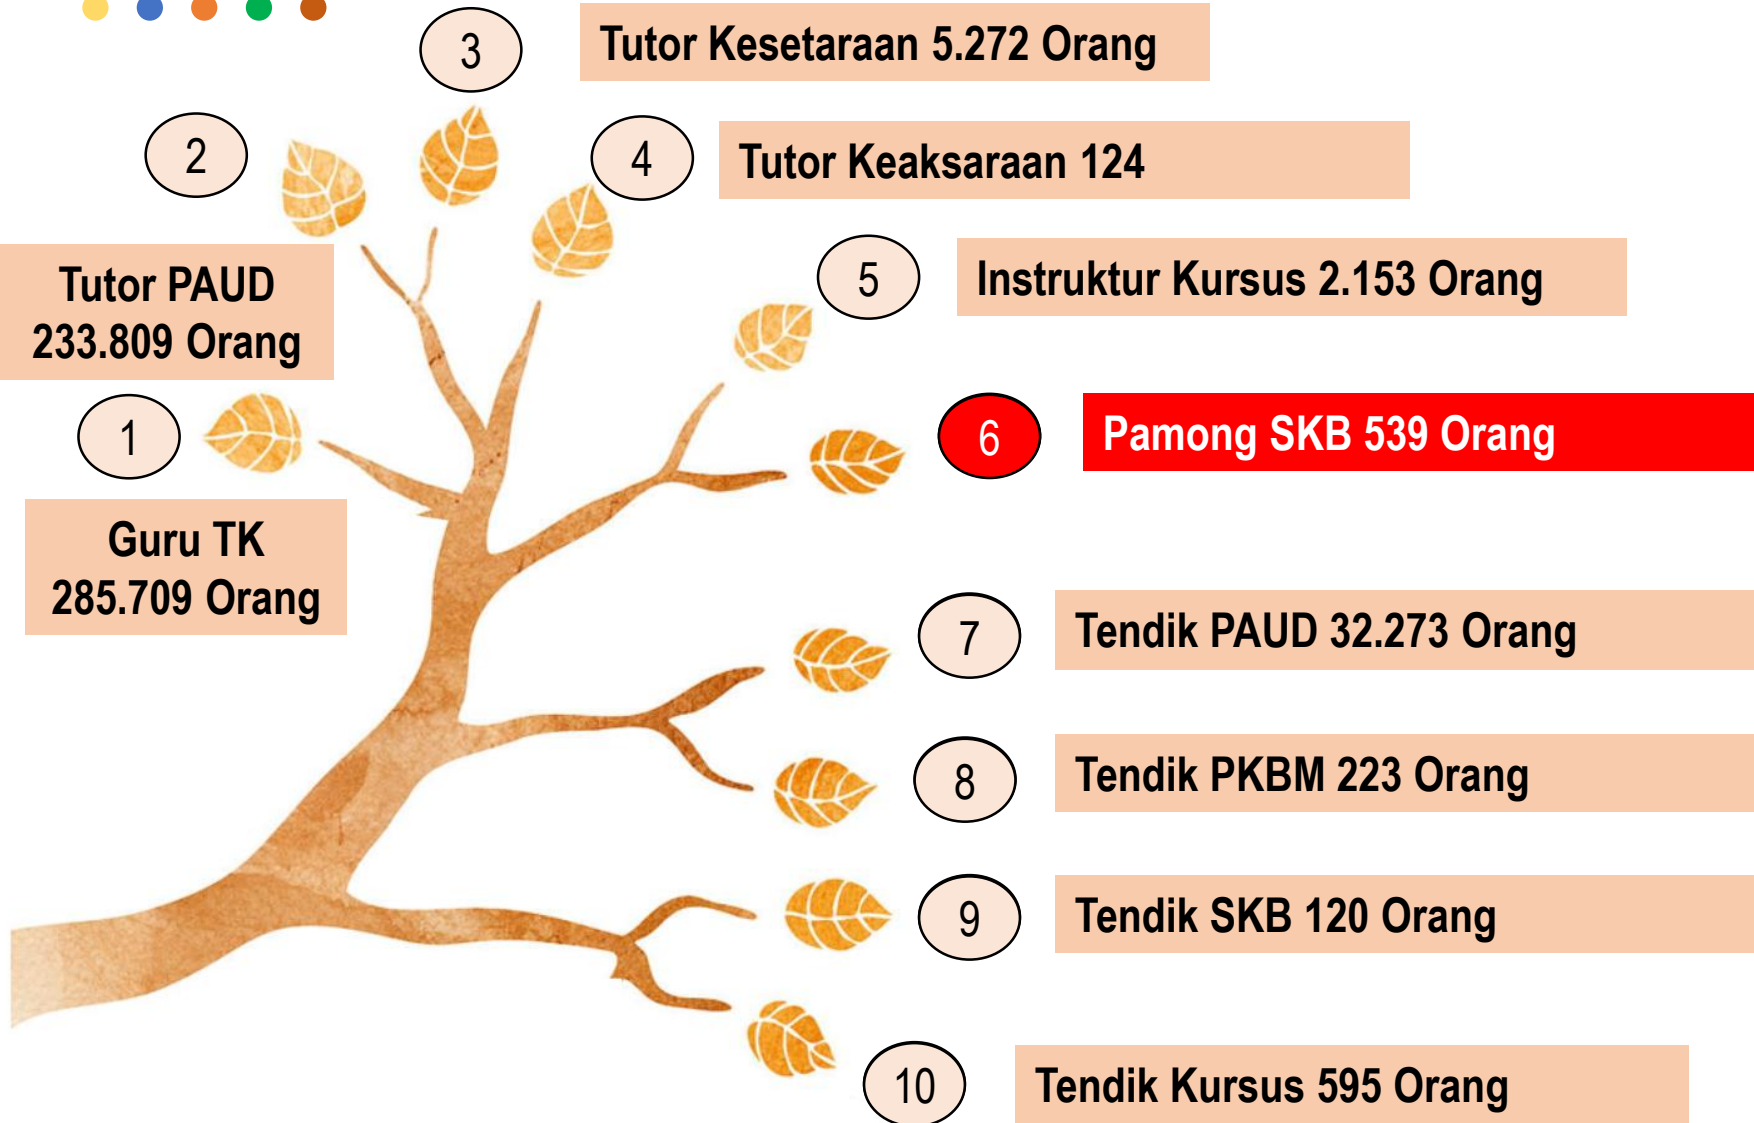 3
Tutor Kesetaraan 5.272 Orang
2
4
Tutor Keaksaraan 124
Tutor PAUD
233.809 Orang
5
Instruktur Kursus 2.153 Orang
1
Guru TK
285.709 Orang
6
Pamong SKB 539 Orang
7
Tendik PAUD 32.273 Orang
8
Tendik PKBM 223 Orang
9
Tendik SKB 120 Orang
10
Tendik Kursus 595 Orang